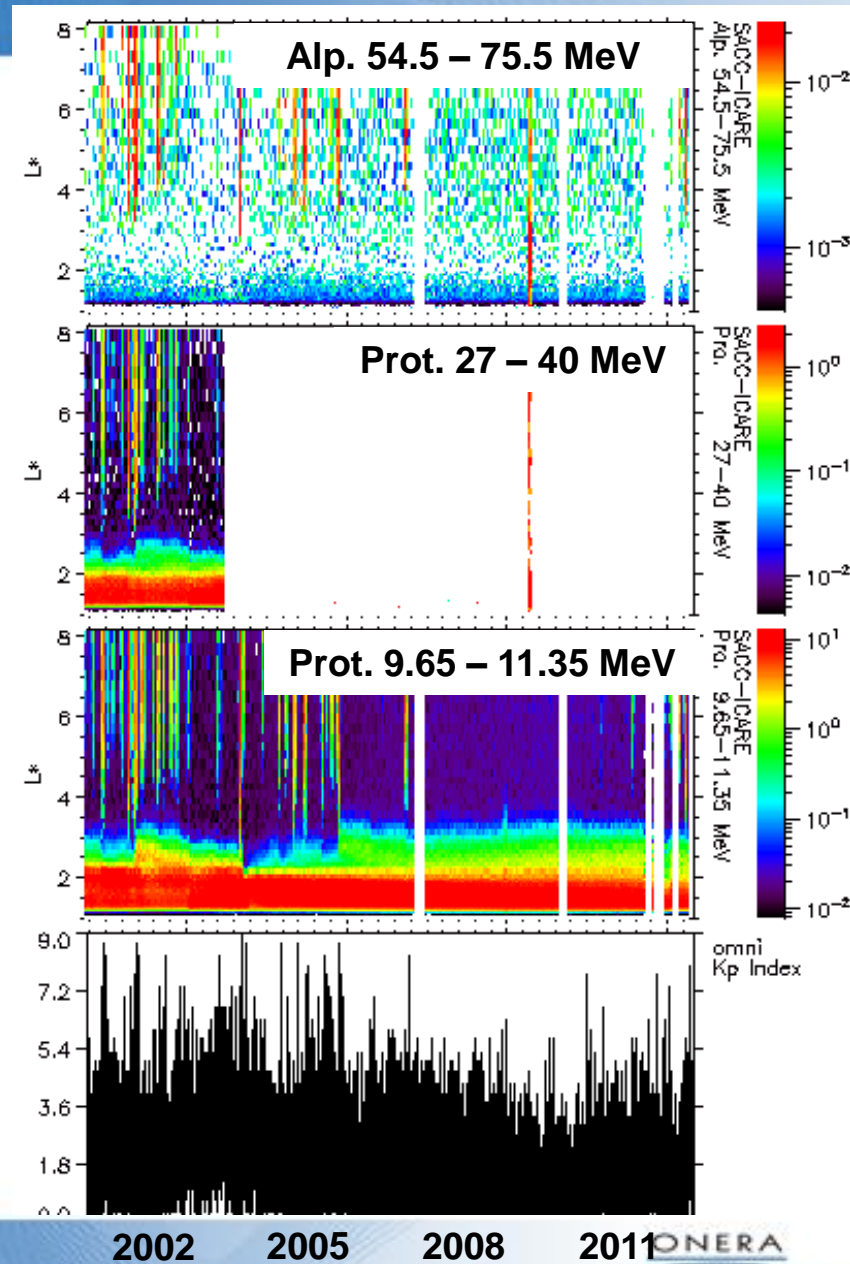 8
6
4
2
L*
Alp. 54.5 – 75.5 MeV
SACC-ICARE
Alp. 54.5-75.5 MeV
10⁻²
10⁻³
8
6
4
2
L*
Prot. 27 – 40 MeV
SACC-ICARE
Pro. 27-40 MeV
10⁰
10⁻¹
10⁻²
8
6
4
2
L*
Prot. 9.65 – 11.35 MeV
SACC-ICARE
Pro. 9.65-11.35 MeV
10¹
10⁰
10⁻¹
10⁻²
9.0
7.2
5.4
3.6
1.8
0.0
omni
Kp Index
2002 2005 2008 2011
ONERA